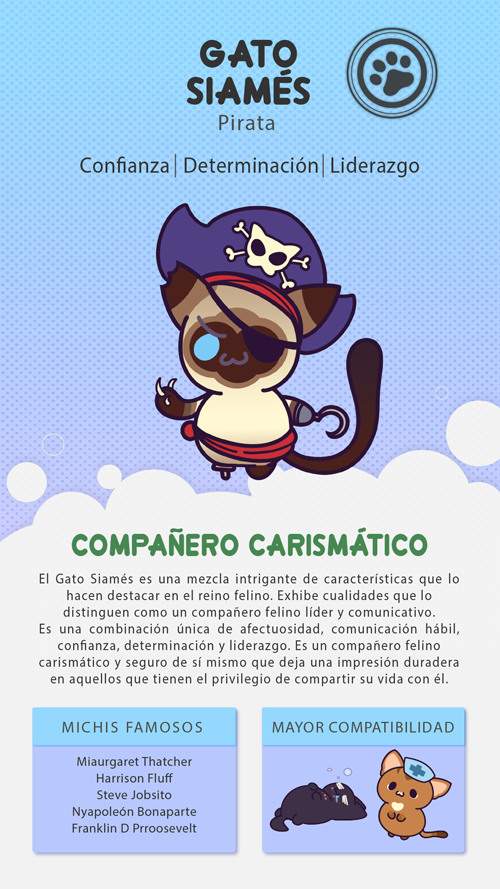 GATO
SIAMÉS
Pirata
Confianza| Determinación| Liderazgo
COMPAÑERO CARISMÁTICO
El Gato Siamés es una mezcla intrigante de características que lo
hacen destacar en el reino felino. Exhibe cualidades que lo
distinguen como un compañero felino líder y comunicativo.
Es una combinación única de afectuosidad, comunicación hábil,
confianza, determinación y liderazgo. Es un compañero felino
carismático y seguro de sí mismo que deja una impresión duradera
en aquellos que tienen el privilegio de compartir su vida con él.
MICHIS FAMOSOS
Miaurgaret Thatcher
Harrison Fluff
Steve Jobsito
Nyapoleón Bonaparte
Franklin D Prroosevelt
MAYOR COMPATIBILIDAD